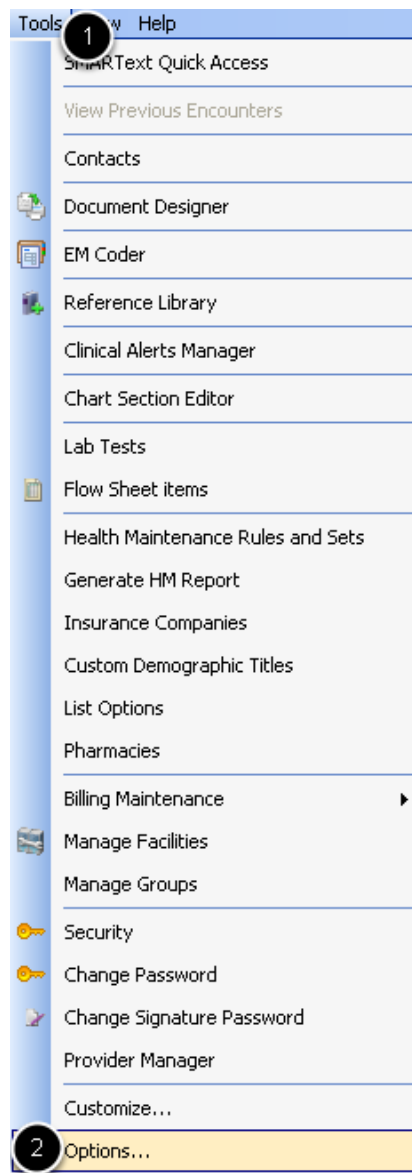 Tools Help
1
SMARText Quick Access
View Previous Encounters
Contacts
Document Designer
EM Coder
Reference Library
Clinical Alerts Manager
Chart Section Editor
Lab Tests
Flow Sheet items
Health Maintenance Rules and Sets
Generate HM Report
Insurance Companies
Custom Demographic Titles
List Options
Pharmacies
Billing Maintenance
Manage Facilities
Manage Groups
Security
Change Password
Change Signature Password
Provider Manager
Customize...
2 Options...